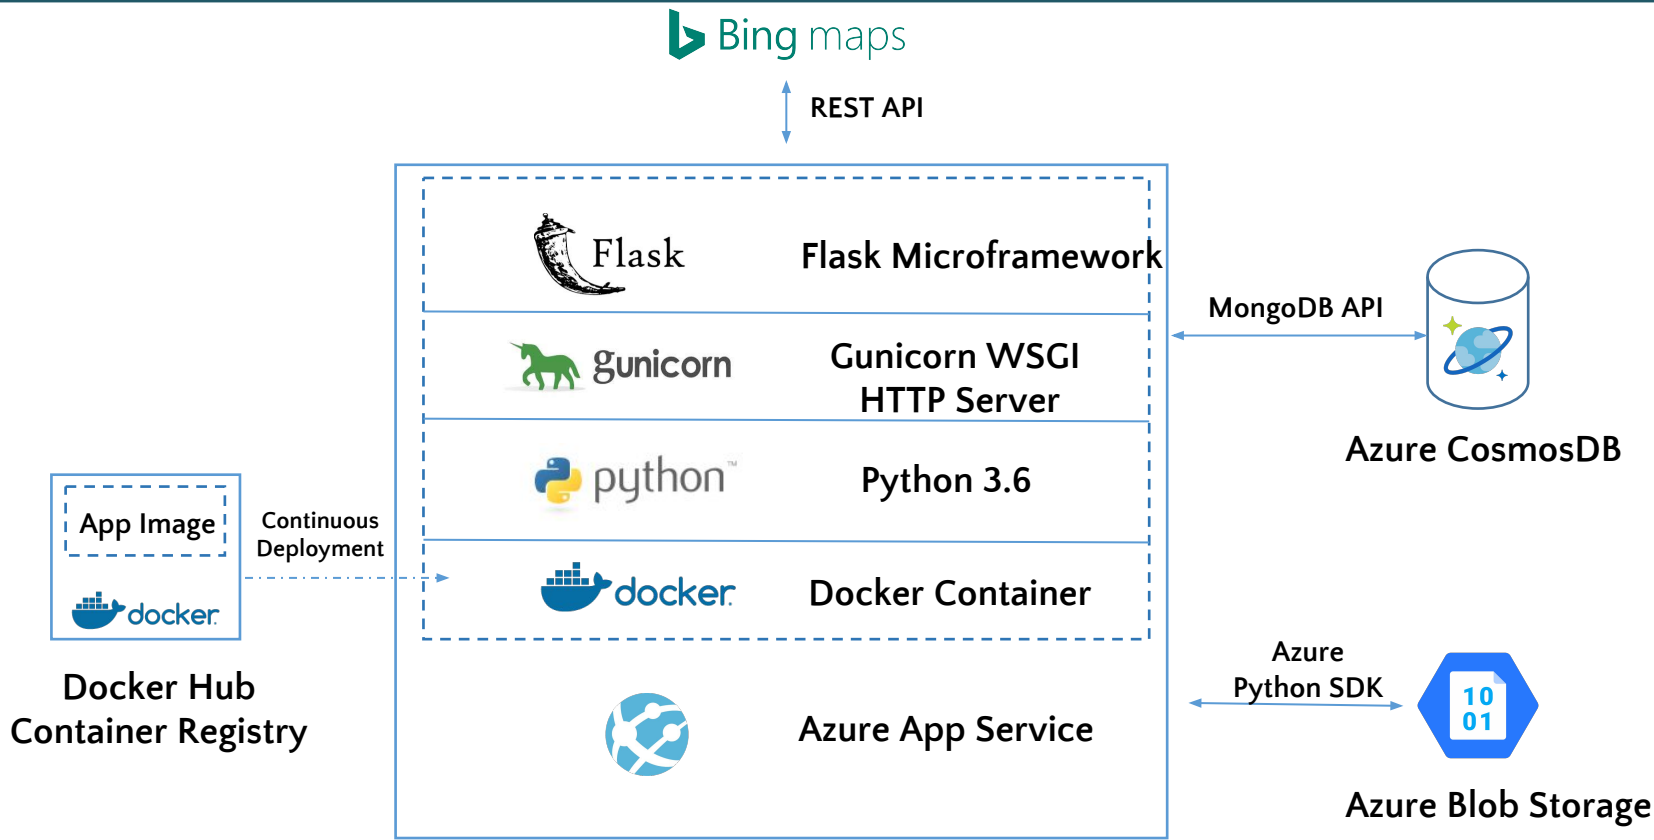 Bing maps
REST API
Flask
Flask Microframework
gunicorn
Gunicorn WSGI
HTTP Server
MongoDB API
Azure CosmosDB
python™
Python 3.6
App Image
docker
Docker Hub
Container Registry
Continuous
Deployment
docker
Docker Container
Azure App Service
Azure
Python SDK
10
01
Azure Blob Storage